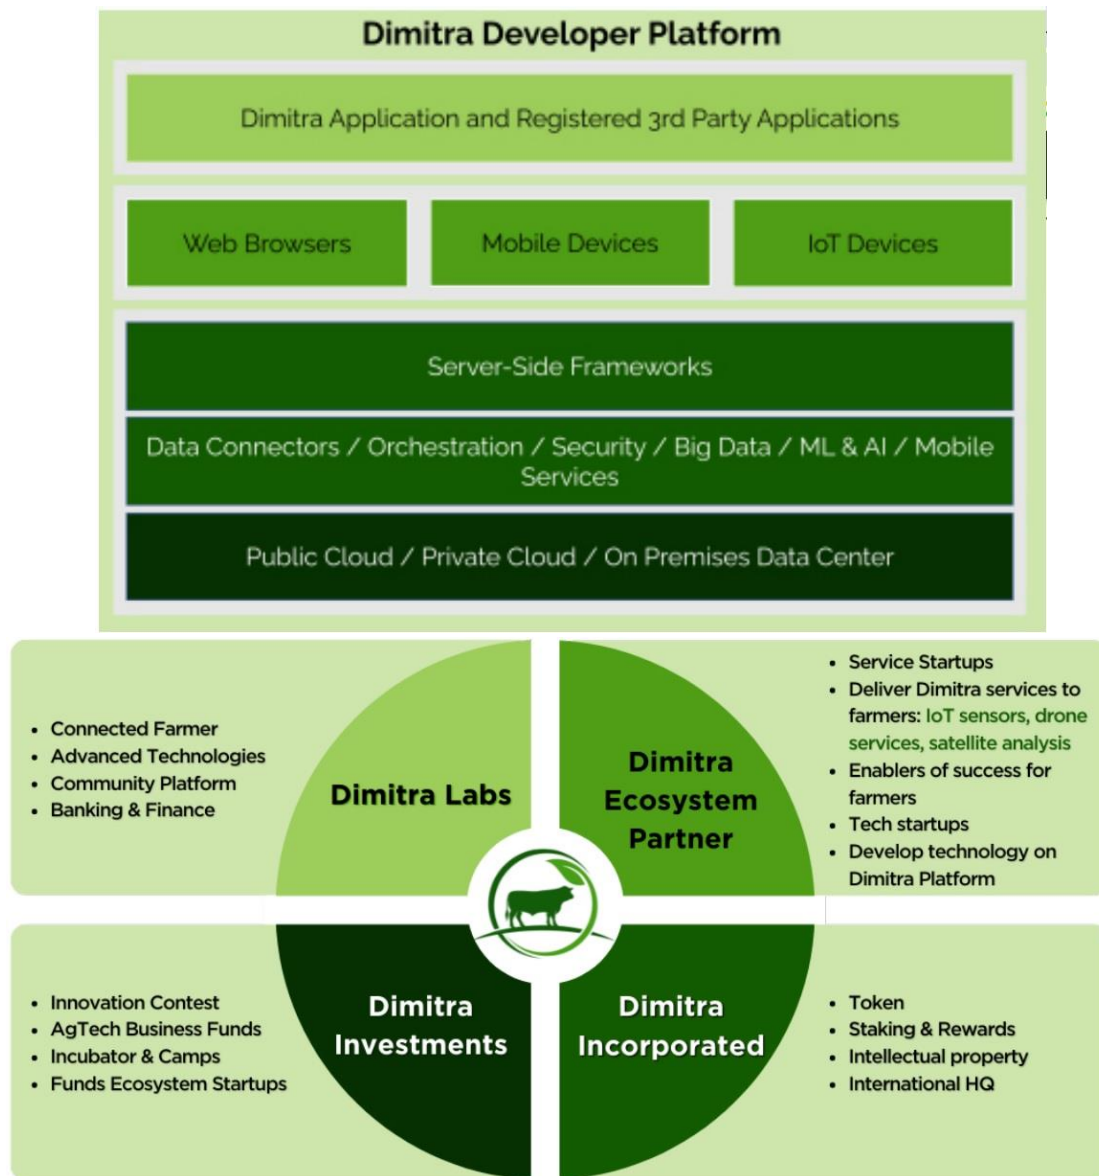 Dimitra Developer Platform
Dimitra Application and Registered 3rd Party Applications
Web Browsers
Mobile Devices
IoT Devices
Server-Side Frameworks
Data Connectors / Orchestration / Security / Big Data / ML & AI / Mobile
Services
Public Cloud / Private Cloud / On Premises Data Center
• Connected Farmer
• Advanced Technologies
• Community Platform
• Banking & Finance
Dimitra Labs
Dimitra
Ecosystem
Partner
• Service Startups
• Deliver Dimitra services to
farmers: IoT sensors, drone
services, satellite analysis
• Enablers of success for
farmers
• Tech startups
• Develop technology on
Dimitra Platform
• Innovation Contest
• AgTech Business Funds
• Incubator & Camps
• Funds Ecosystem Startups
Dimitra
Investments
Dimitra
Incorporated
• Token
• Staking & Rewards
• Intellectual property
• International HQ